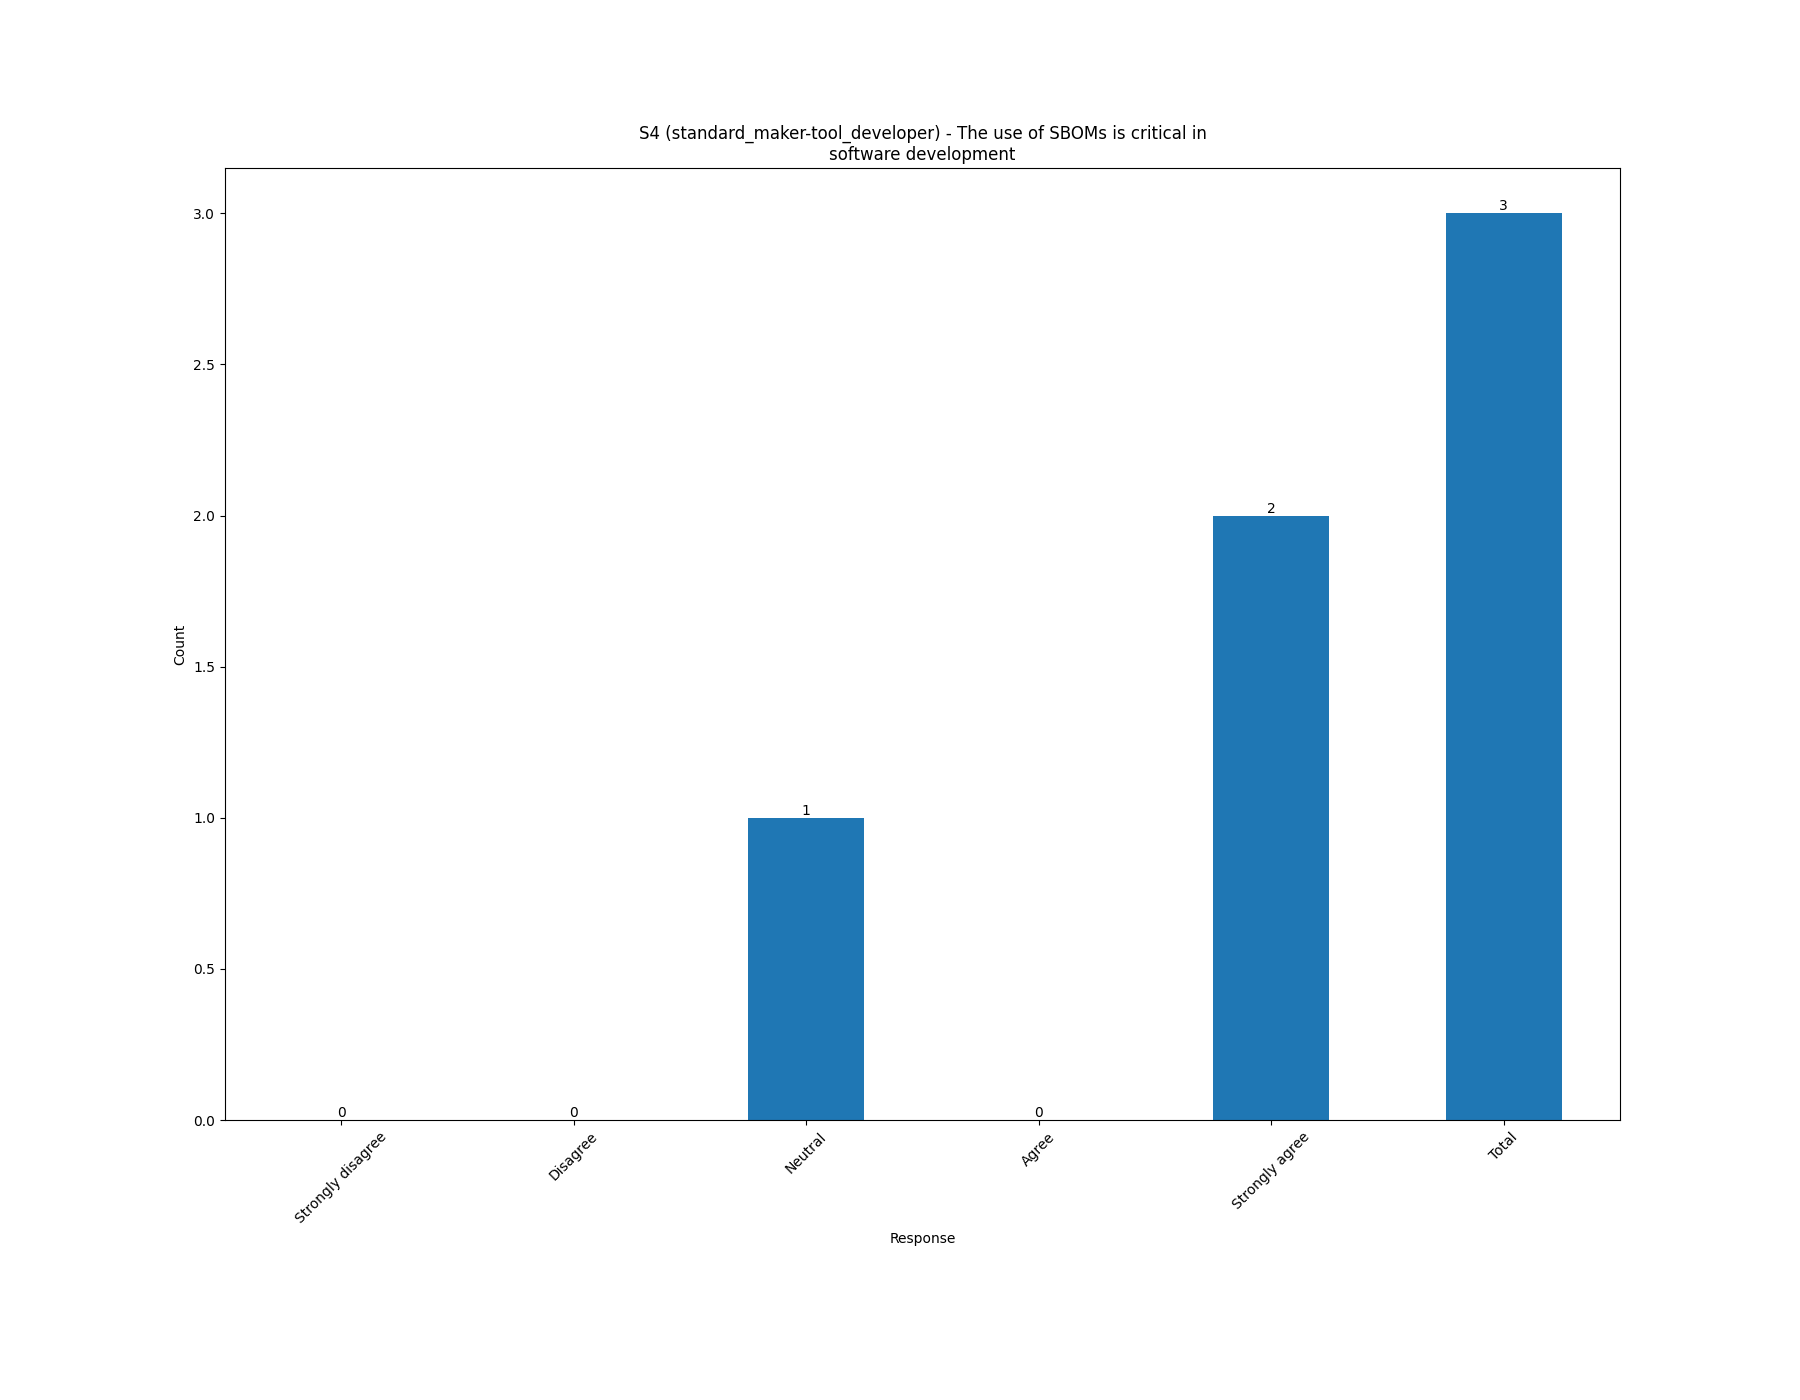 S4 (standard_maker-tool_developer) - The use of SBOMs is critical in
software development
3.0
2.5
2.0
1.5
1.0
0.5
0.0
Count
0
0
1
0
2
3
Strongly disagree
Disagree
Neutral
Agree
Strongly agree
Total
Response